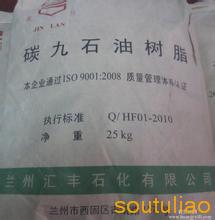 JIN LAN
碳九石油树脂
本企业通过ISO 9001:2008 质量管理体系认证
执行标准 Q/HF01-2010
净 重 25kg
兰州汇丰石化有限公司
兰州市西固区古
soutuliao